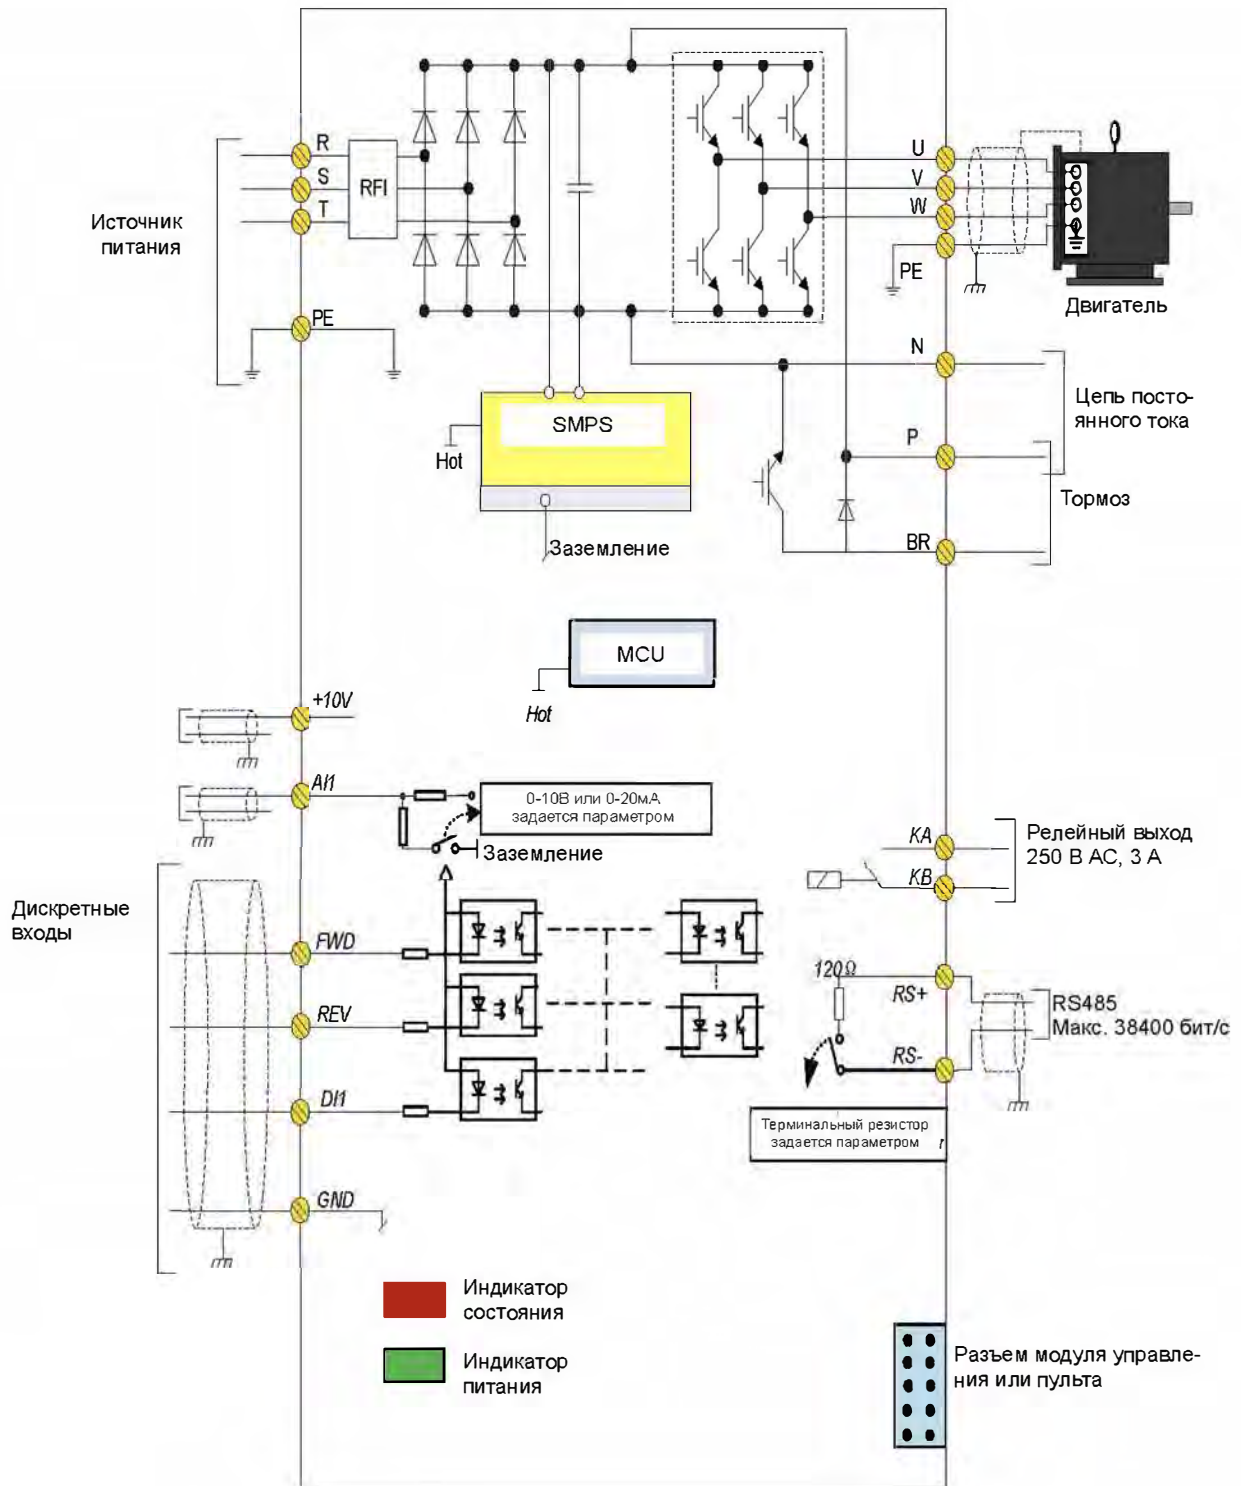 R
S
T
RFI
Источник
питания
PE
U
V
W
PE
Двигатель
N
Цепь посто-
янного тока
P
SMPS
Hot
Тормоз
BR
Заземление
MCU
Hot
+10V
AI1
0-10В или 0-20мА
задается параметром
Заземление
KA
KB
Релейный выход
250 В AC, 3 А
Дискретные
входы
FWD
REV
DI1
GND
120Ω
RS+
RS-
RS485
Макс. 38400 бит/с
Терминальный резистор
задается параметром
Индикатор
состояния
Индикатор
питания
Разъем модуля управле-
ния или пульта